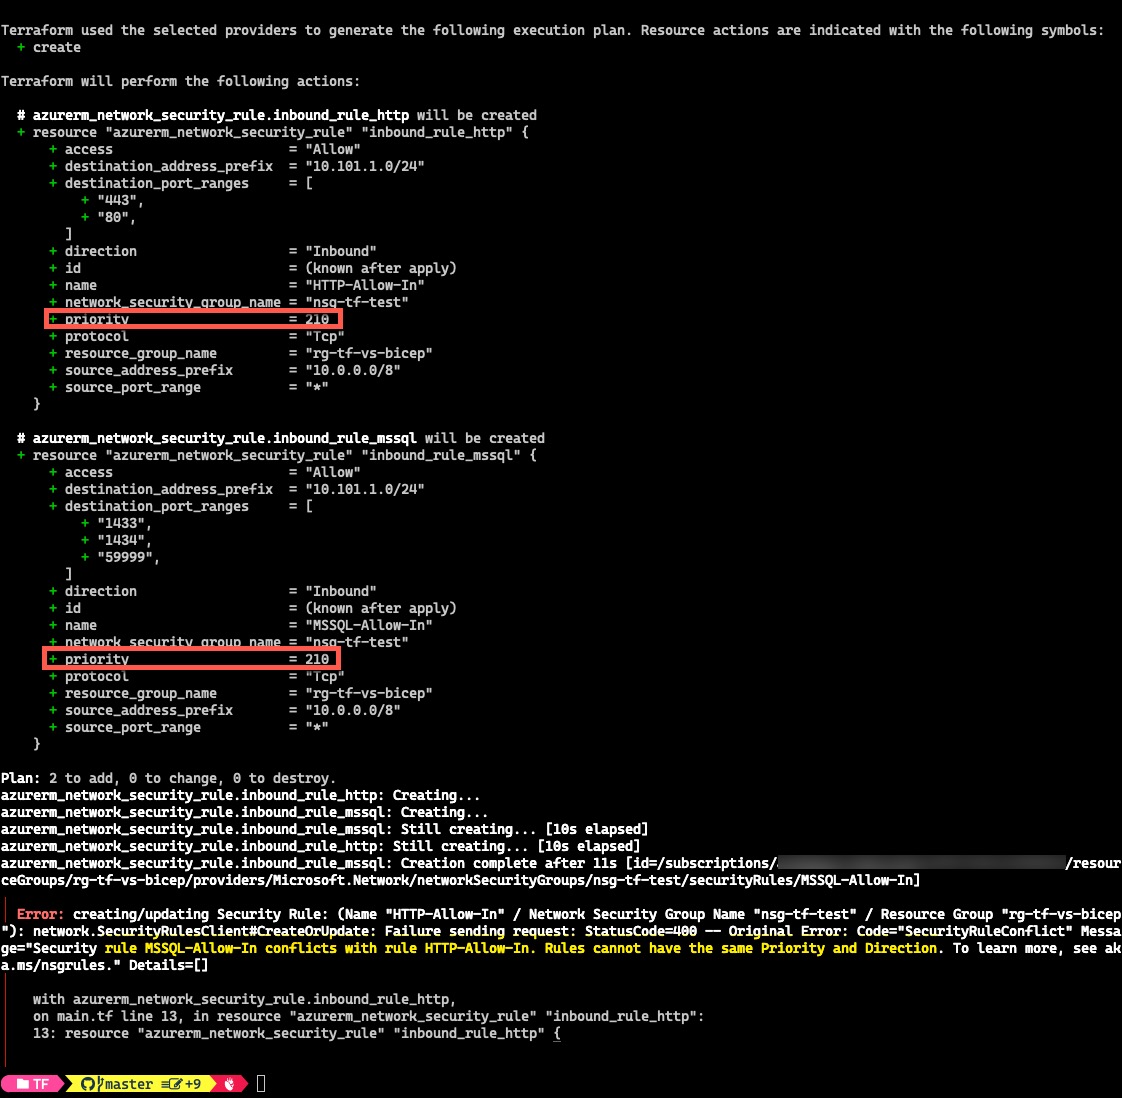 Terraform used the selected providers to generate the following execution plan. Resource actions are indicated with the following symbols:
  + create

Terraform will perform the following actions:

  # azurerm_network_security_rule.inbound_rule_http will be created
  + resource "azurerm_network_security_rule" "inbound_rule_http" {
      + access                      = "Allow"
      + destination_address_prefix  = "10.101.1.0/24"
      + destination_port_ranges     = [
          + "443",
          + "80",
        ]
      + direction                   = "Inbound"
      + id                          = (known after apply)
      + name                        = "HTTP-Allow-In"
      + network_security_group_name = "nsg-tf-test"
      + priority                    = 210
      + protocol                    = "Tcp"
      + resource_group_name         = "rg-tf-vs-bicep"
      + source_address_prefix       = "10.0.0.0/8"
      + source_port_range           = "*"
    }

  # azurerm_network_security_rule.inbound_rule_mssql will be created
  + resource "azurerm_network_security_rule" "inbound_rule_mssql" {
      + access                      = "Allow"
      + destination_address_prefix  = "10.101.1.0/24"
      + destination_port_ranges     = [
          + "1433",
          + "1434",
          + "59999",
        ]
      + direction                   = "Inbound"
      + id                          = (known after apply)
      + name                        = "MSSQL-Allow-In"
      + network_security_group_name = "nsg-tf-test"
      + priority                    = 210
      + protocol                    = "Tcp"
      + resource_group_name         = "rg-tf-vs-bicep"
      + source_address_prefix       = "10.0.0.0/8"
      + source_port_range           = "*"
    }

Plan: 2 to add, 0 to change, 0 to destroy.
azurerm_network_security_rule.inbound_rule_http: Creating...
azurerm_network_security_rule.inbound_rule_mssql: Creating...
azurerm_network_security_rule.inbound_rule_mssql: Still creating... [10s elapsed]
azurerm_network_security_rule.inbound_rule_http: Still creating... [10s elapsed]
azurerm_network_security_rule.inbound_rule_mssql: Creation complete after 11s [id=/subscriptions/ /resour
ceGroups/rg-tf-vs-bicep/providers/Microsoft.Network/networkSecurityGroups/nsg-tf-test/securityRules/MSSQL-Allow-In]

Error: creating/updating Security Rule: (Name "HTTP-Allow-In" / Network Security Group Name "nsg-tf-test" / Resource Group "rg-tf-vs-bicep
"): network.SecurityRulesClient#CreateOrUpdate: Failure sending request: StatusCode=400 -- Original Error: Code="SecurityRuleConflict" Messa
ge="Security rule MSSQL-Allow-In conflicts with rule HTTP-Allow-In. Rules cannot have the same Priority and Direction. To learn more, see ak
a.ms/nsgrules." Details=[]

    with azurerm_network_security_rule.inbound_rule_http,
    on main.tf line 13, in resource "azurerm_network_security_rule" "inbound_rule_http":
    13: resource "azurerm_network_security_rule" "inbound_rule_http" {

TF master ≡ +9